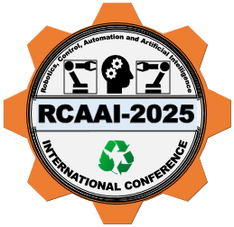 Robotics, Control, Automation and Artificial Intelligence
RCAAI-2025
INTERNATIONAL CONFERENCE